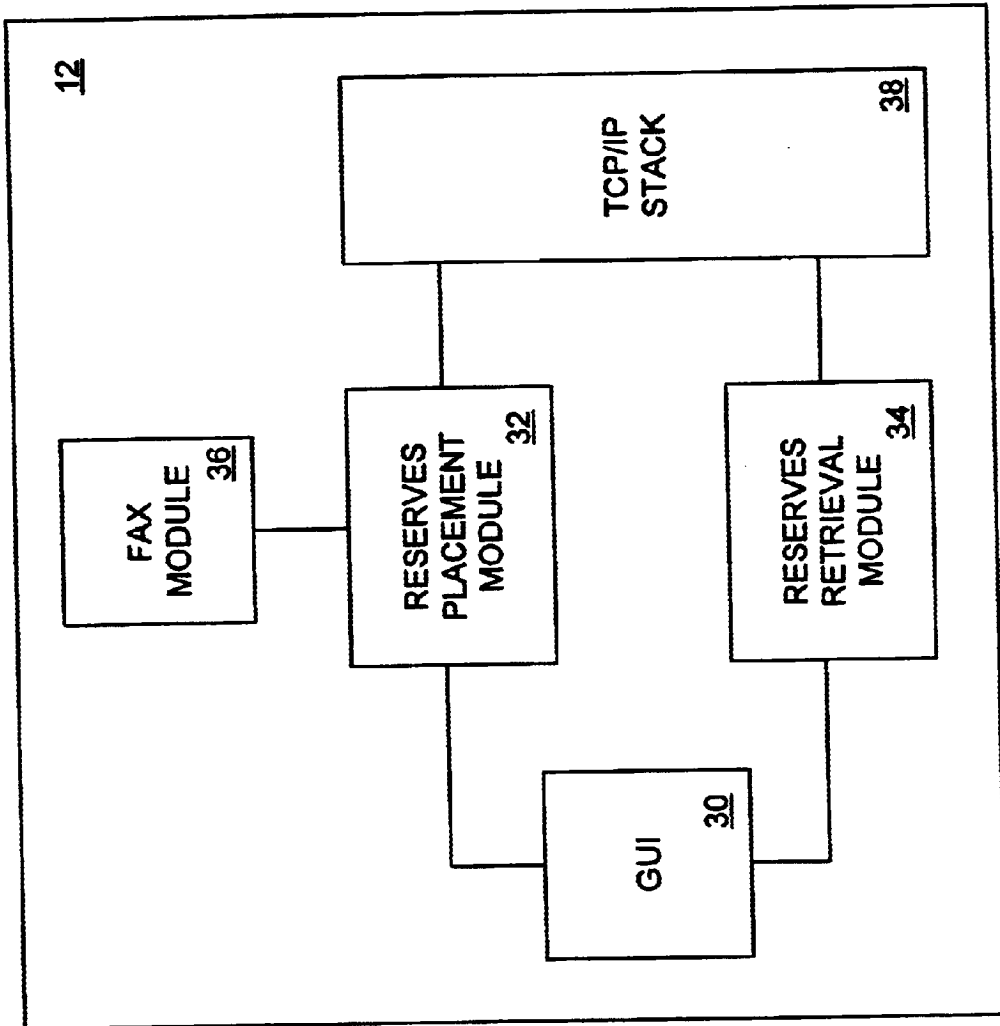 12
FAX
MODULE
36
RESERVES
PLACEMENT
MODULE
32
TCP/IP
STACK
38
GUI
30
RESERVES
RETRIEVAL
MODULE
34